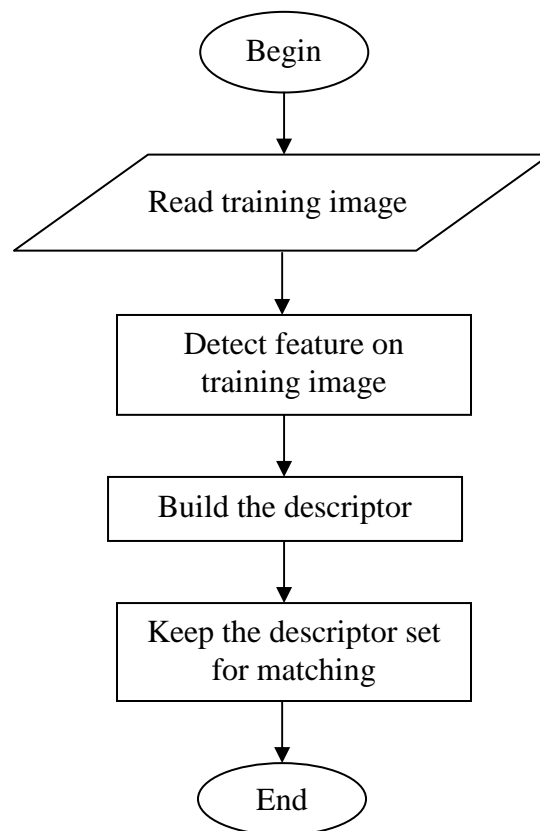 Begin
Read training image
Detect feature on
training image
Build the descriptor
Keep the descriptor set
for matching
End